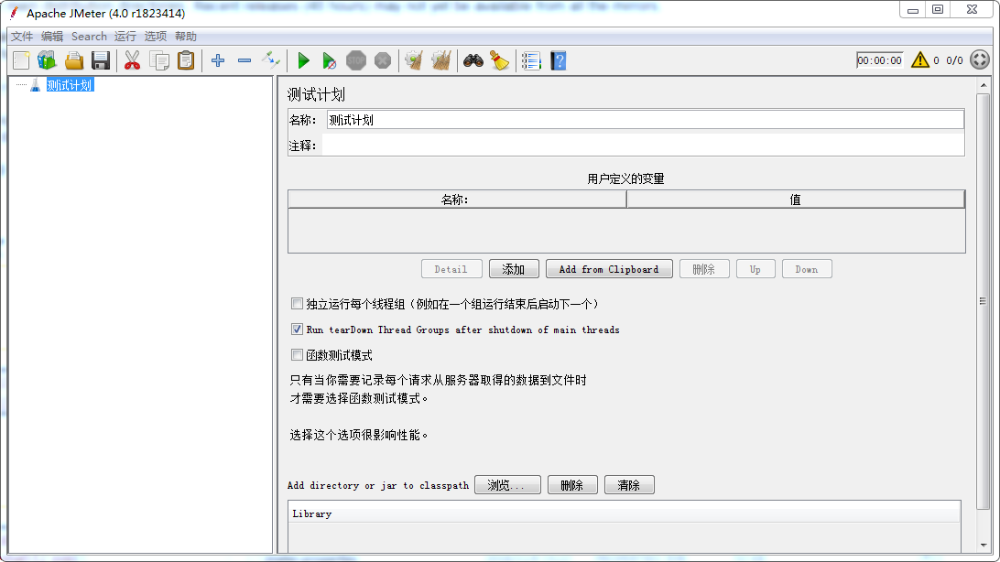 Apache JMeter (4.0 r1823414)
文件 编辑 Search 运行 选项 帮助
STOP 00:00:00 0 0/0
测试计划
测试计划
名称： 测试计划
注释：
用户定义的变量
名称： 值
Detail 添加 Add from Clipboard 删除 Up Down
独立运行每个线程组（例如在一个组运行结束后启动下一个）
Run tearDown Thread Groups after shutdown of main threads
函数测试模式
只有当你需要记录每个请求从服务器取得的数据到文件时
才需要选择函数测试模式。
选择这个选项很影响性能。
Add directory or jar to classpath 浏览... 删除 清除
Library